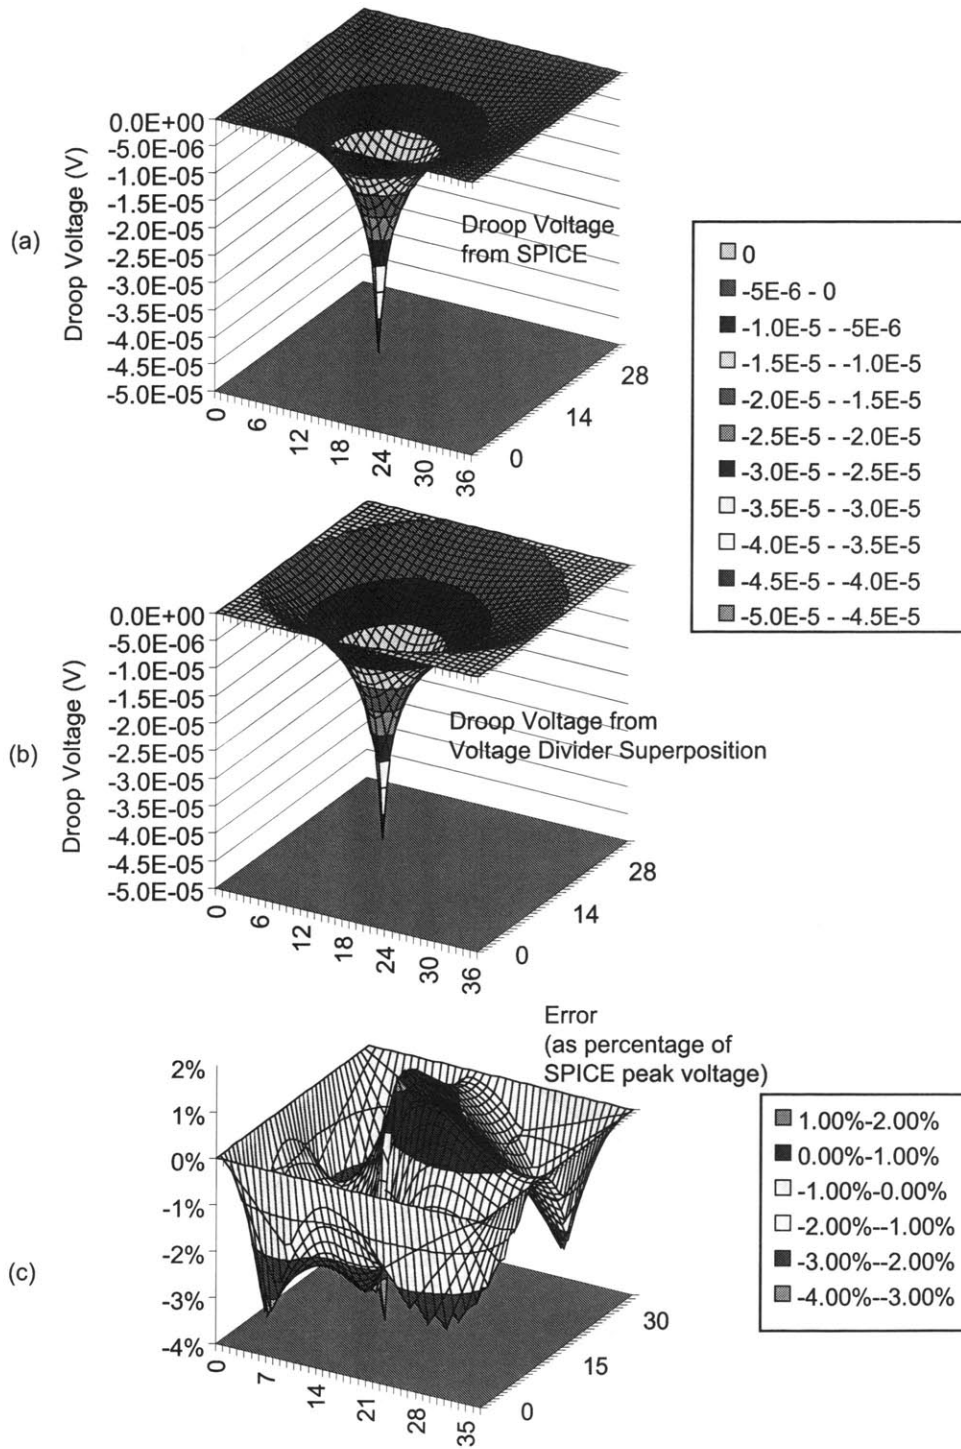 (a)
Droop Voltage (V)
0.0E+00
-5.0E-06
-1.0E-05
-1.5E-05
-2.0E-05
-2.5E-05
-3.0E-05
-3.5E-05
-4.0E-05
-4.5E-05
-5.0E-05
0
6
12
18
24
30
36
0
14
28
Droop Voltage
from SPICE
0
-5E-6 - 0
-1.0E-5 - -5E-6
-1.5E-5 - -1.0E-5
-2.0E-5 - -1.5E-5
-2.5E-5 - -2.0E-5
-3.0E-5 - -2.5E-5
-3.5E-5 - -3.0E-5
-4.0E-5 - -3.5E-5
-4.5E-5 - -4.0E-5
-5.0E-5 - -4.5E-5
(b)
Droop Voltage (V)
0.0E+00
-5.0E-06
-1.0E-05
-1.5E-05
-2.0E-05
-2.5E-05
-3.0E-05
-3.5E-05
-4.0E-05
-4.5E-05
-5.0E-05
0
6
12
18
24
30
36
0
14
28
Droop Voltage from
Voltage Divider Superposition
(c)
Error
(as percentage of
SPICE peak voltage)
2%
1%
0%
-1%
-2%
-3%
-4%
0
7
14
21
28
35
0
15
30
1.00%-2.00%
0.00%-1.00%
-1.00%-0.00%
-2.00%--1.00%
-3.00%--2.00%
-4.00%--3.00%